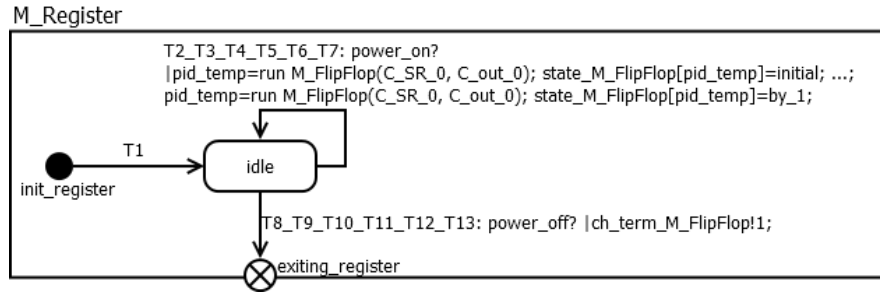 M_Register
T2_T3_T4_T5_T6_T7: power_on?
|pid_temp=run M_FlipFlop(C_SR_0, C_out_0); state_M_FlipFlop[pid_temp]=initial; ...;
pid_temp=run M_FlipFlop(C_SR_0, C_out_0); state_M_FlipFlop[pid_temp]=by_1;
T1
idle
init_register
T8_T9_T10_T11_T12_T13: power_off? |ch_term_M_FlipFlop!1;
exiting_register